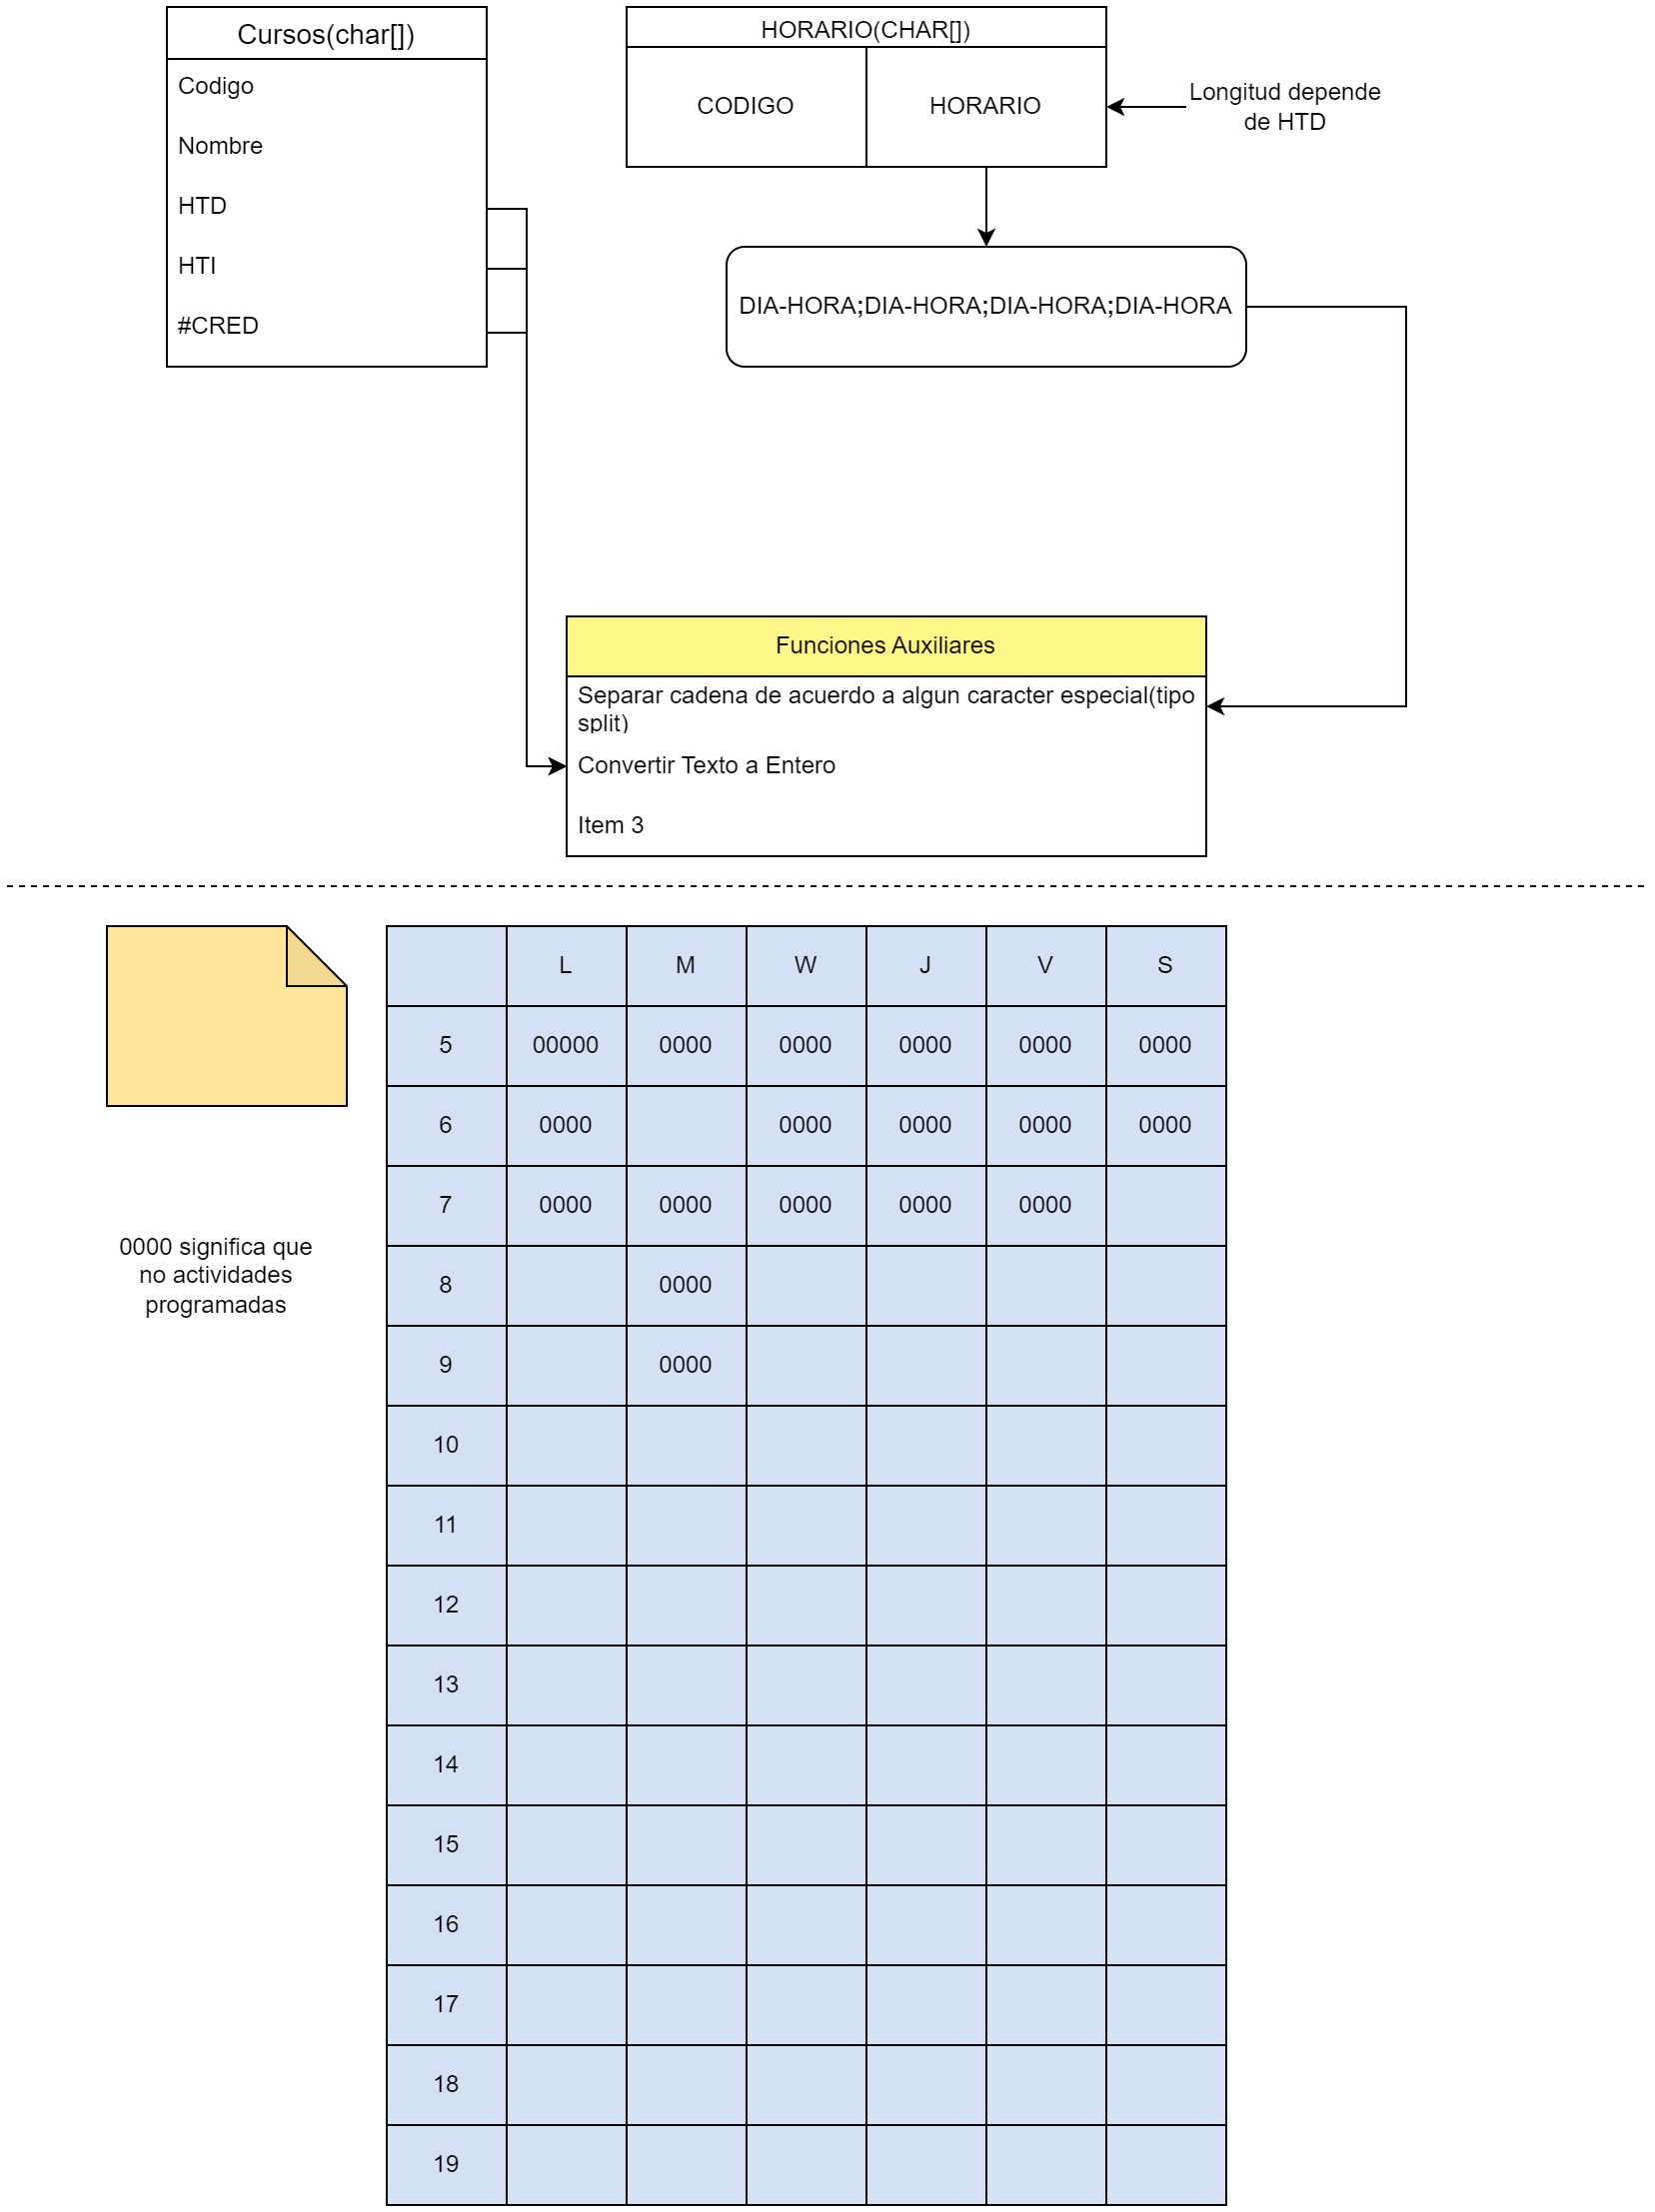 Cursos(char[])
Codigo
Nombre
HTD
HTI
#CRED
HORARIO(CHAR[])
CODIGO HORARIO
Longitud depende
de HTD
DIA-HORA;DIA-HORA;DIA-HORA;DIA-HORA
Funciones Auxiliares
Separar cadena de acuerdo a algun caracter especial(tipo
split)
Convertir Texto a Entero
Item 3
0000 significa que
no actividades
programadas
L M W J V S
5 00000 0000 0000 0000 0000 0000
6 0000 0000 0000 0000 0000
7 0000 0000 0000 0000 0000
8 0000
9 0000
10
11
12
13
14
15
16
17
18
19